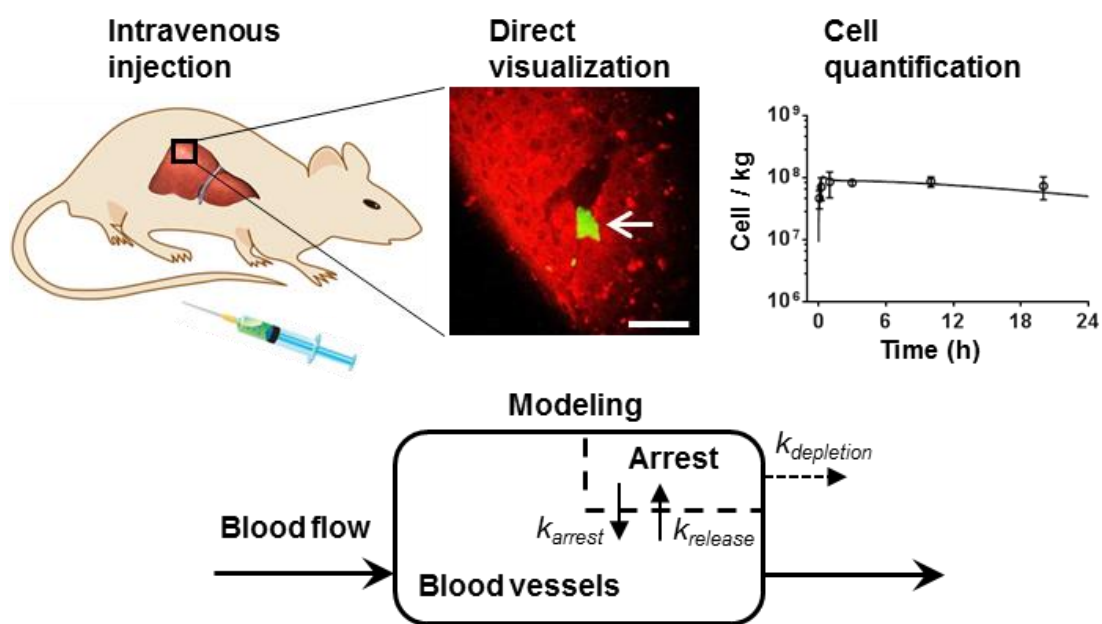 Intravenous
injection
Direct
visualization
Cell
quantification
Cell / kg
10⁹
10⁸
10⁷
10⁶
0 6 12 18 24
Time (h)
Modeling
Arrest
k_depletion
k_arrest k_release
Blood flow
Blood vessels